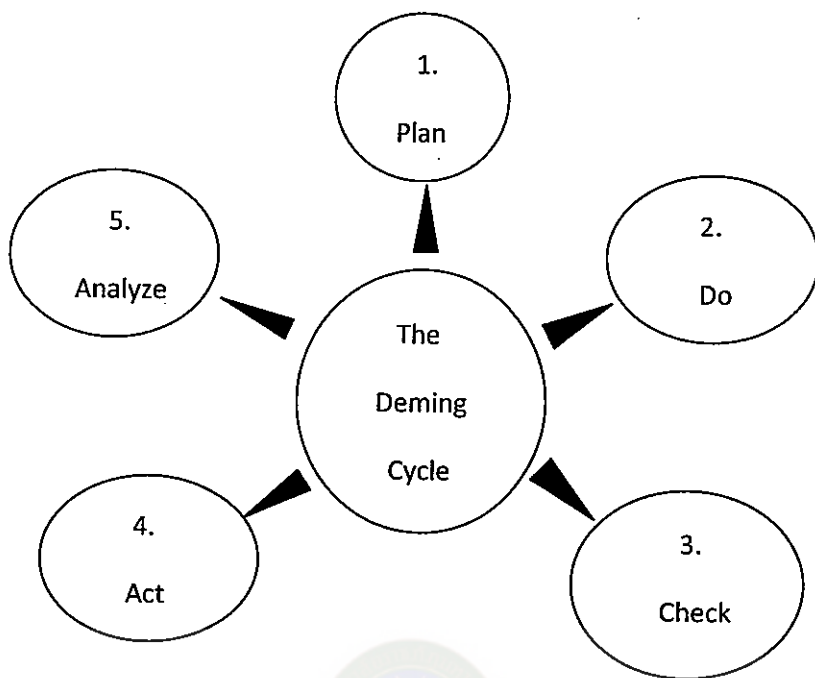 1.
Plan
2.
Do
3.
Check
4.
Act
5.
Analyze
The
Deming
Cycle